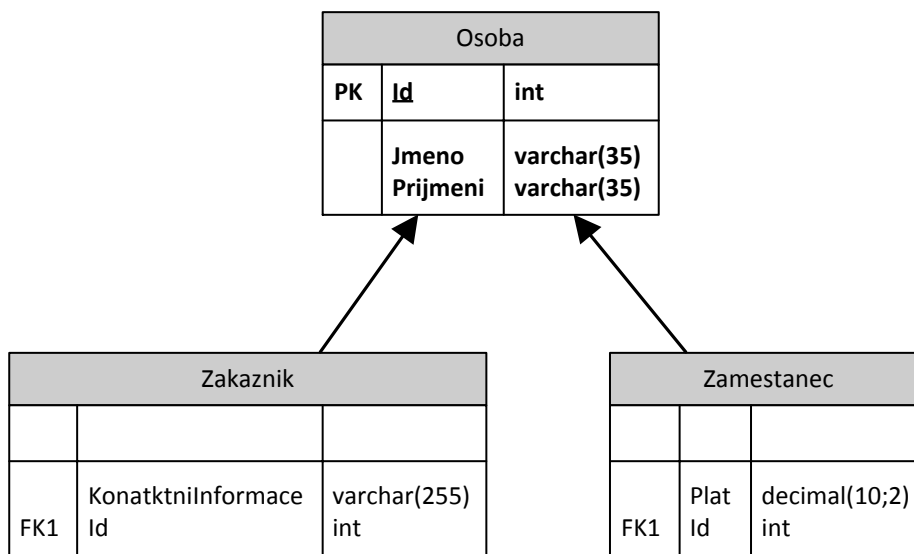 Osoba
PK Id int
Jmeno varchar(35)
Prijmeni varchar(35)
Zakaznik
KonatktniInformace varchar(255)
FK1 Id int
Zamestanec
Plat decimal(10;2)
FK1 Id int